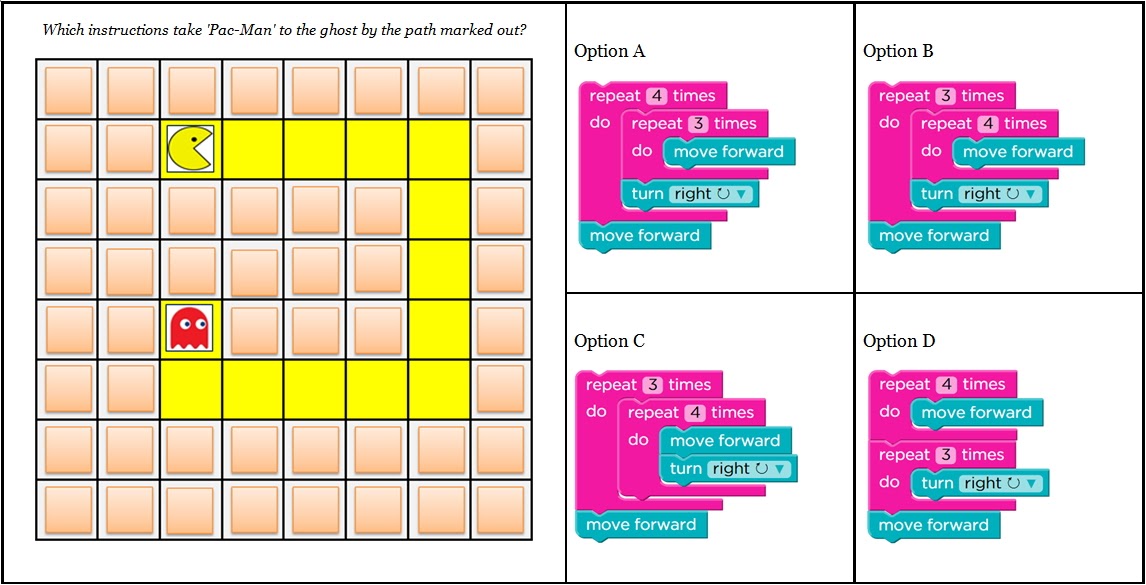 Which instructions take 'Pac-Man' to the ghost by the path marked out?
Option A
repeat 4 times
do repeat 3 times
do move forward
turn right ↻ ▼
move forward
Option B
repeat 3 times
do repeat 4 times
do move forward
turn right ↻ ▼
move forward
Option C
repeat 3 times
do repeat 4 times
do move forward
turn right ↻ ▼
move forward
Option D
repeat 4 times
do move forward
repeat 3 times
do turn right ↻ ▼
move forward